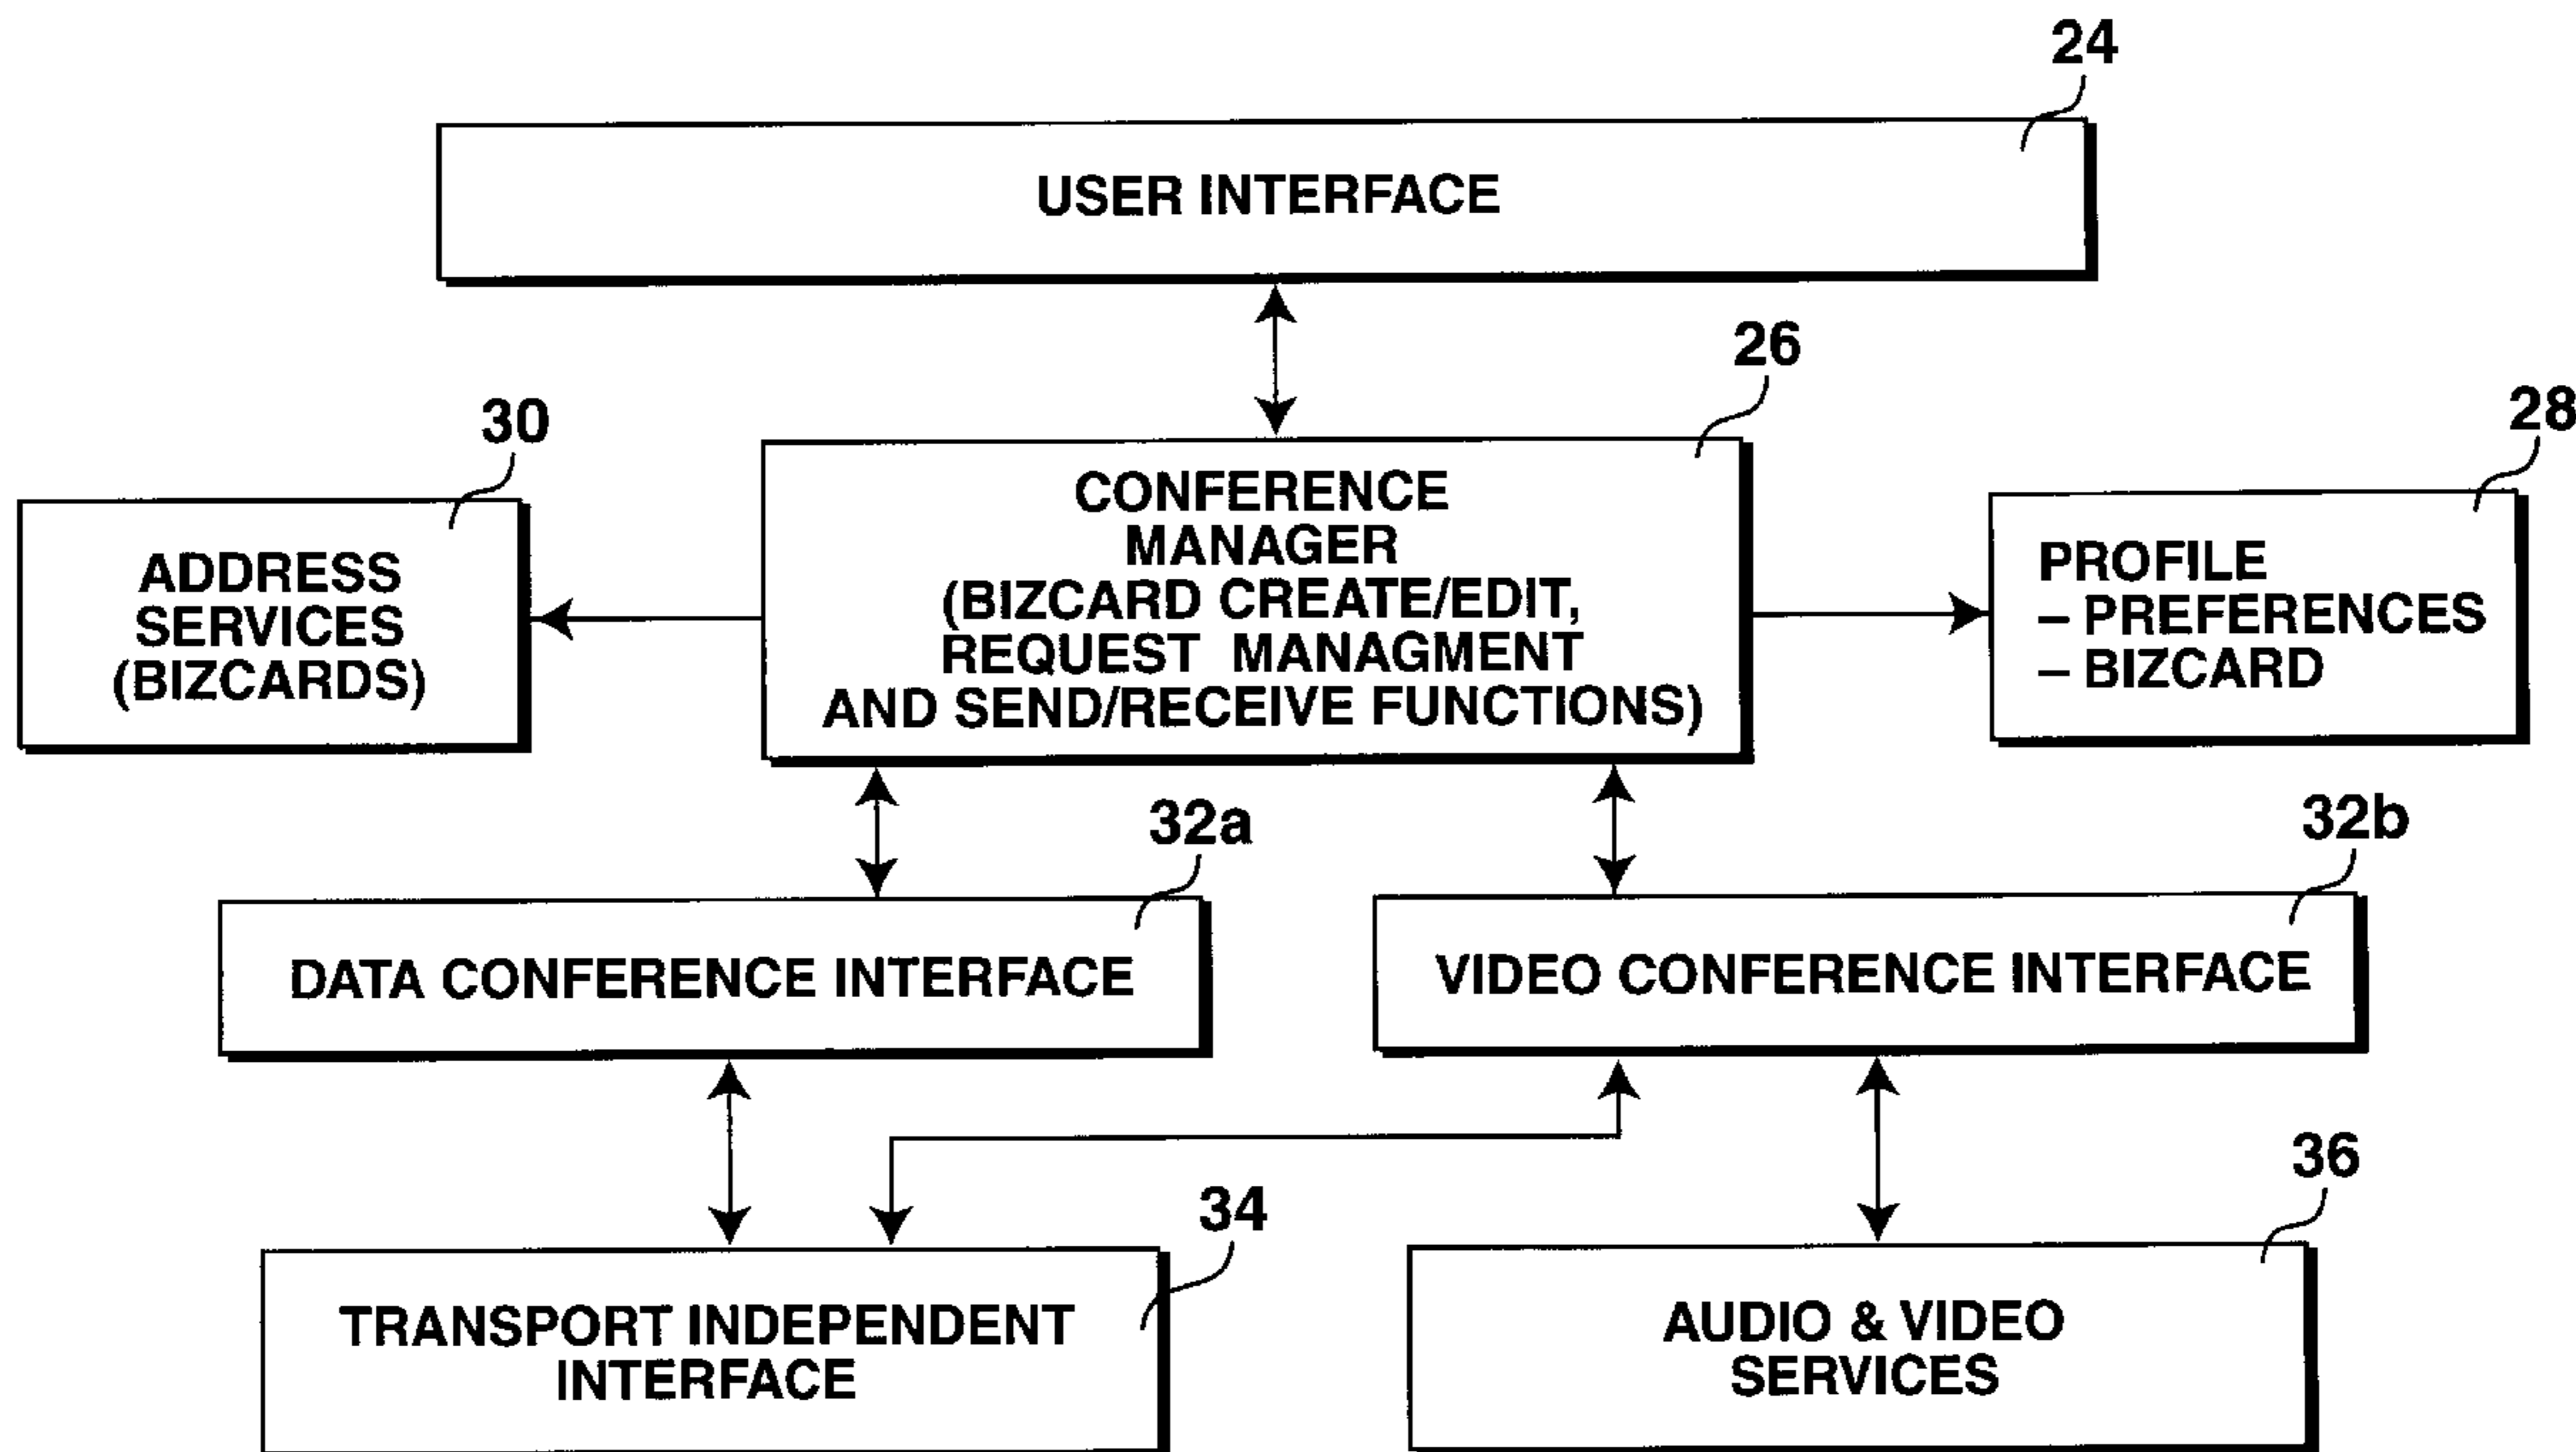 24
USER INTERFACE
26
28
30
CONFERENCE
MANAGER
(BIZCARD CREATE/EDIT,
REQUEST MANAGMENT
AND SEND/RECEIVE FUNCTIONS)
ADDRESS
SERVICES
(BIZCARDS)
PROFILE
– PREFERENCES
– BIZCARD
32a
32b
DATA CONFERENCE INTERFACE
VIDEO CONFERENCE INTERFACE
34
36
TRANSPORT INDEPENDENT
INTERFACE
AUDIO & VIDEO
SERVICES